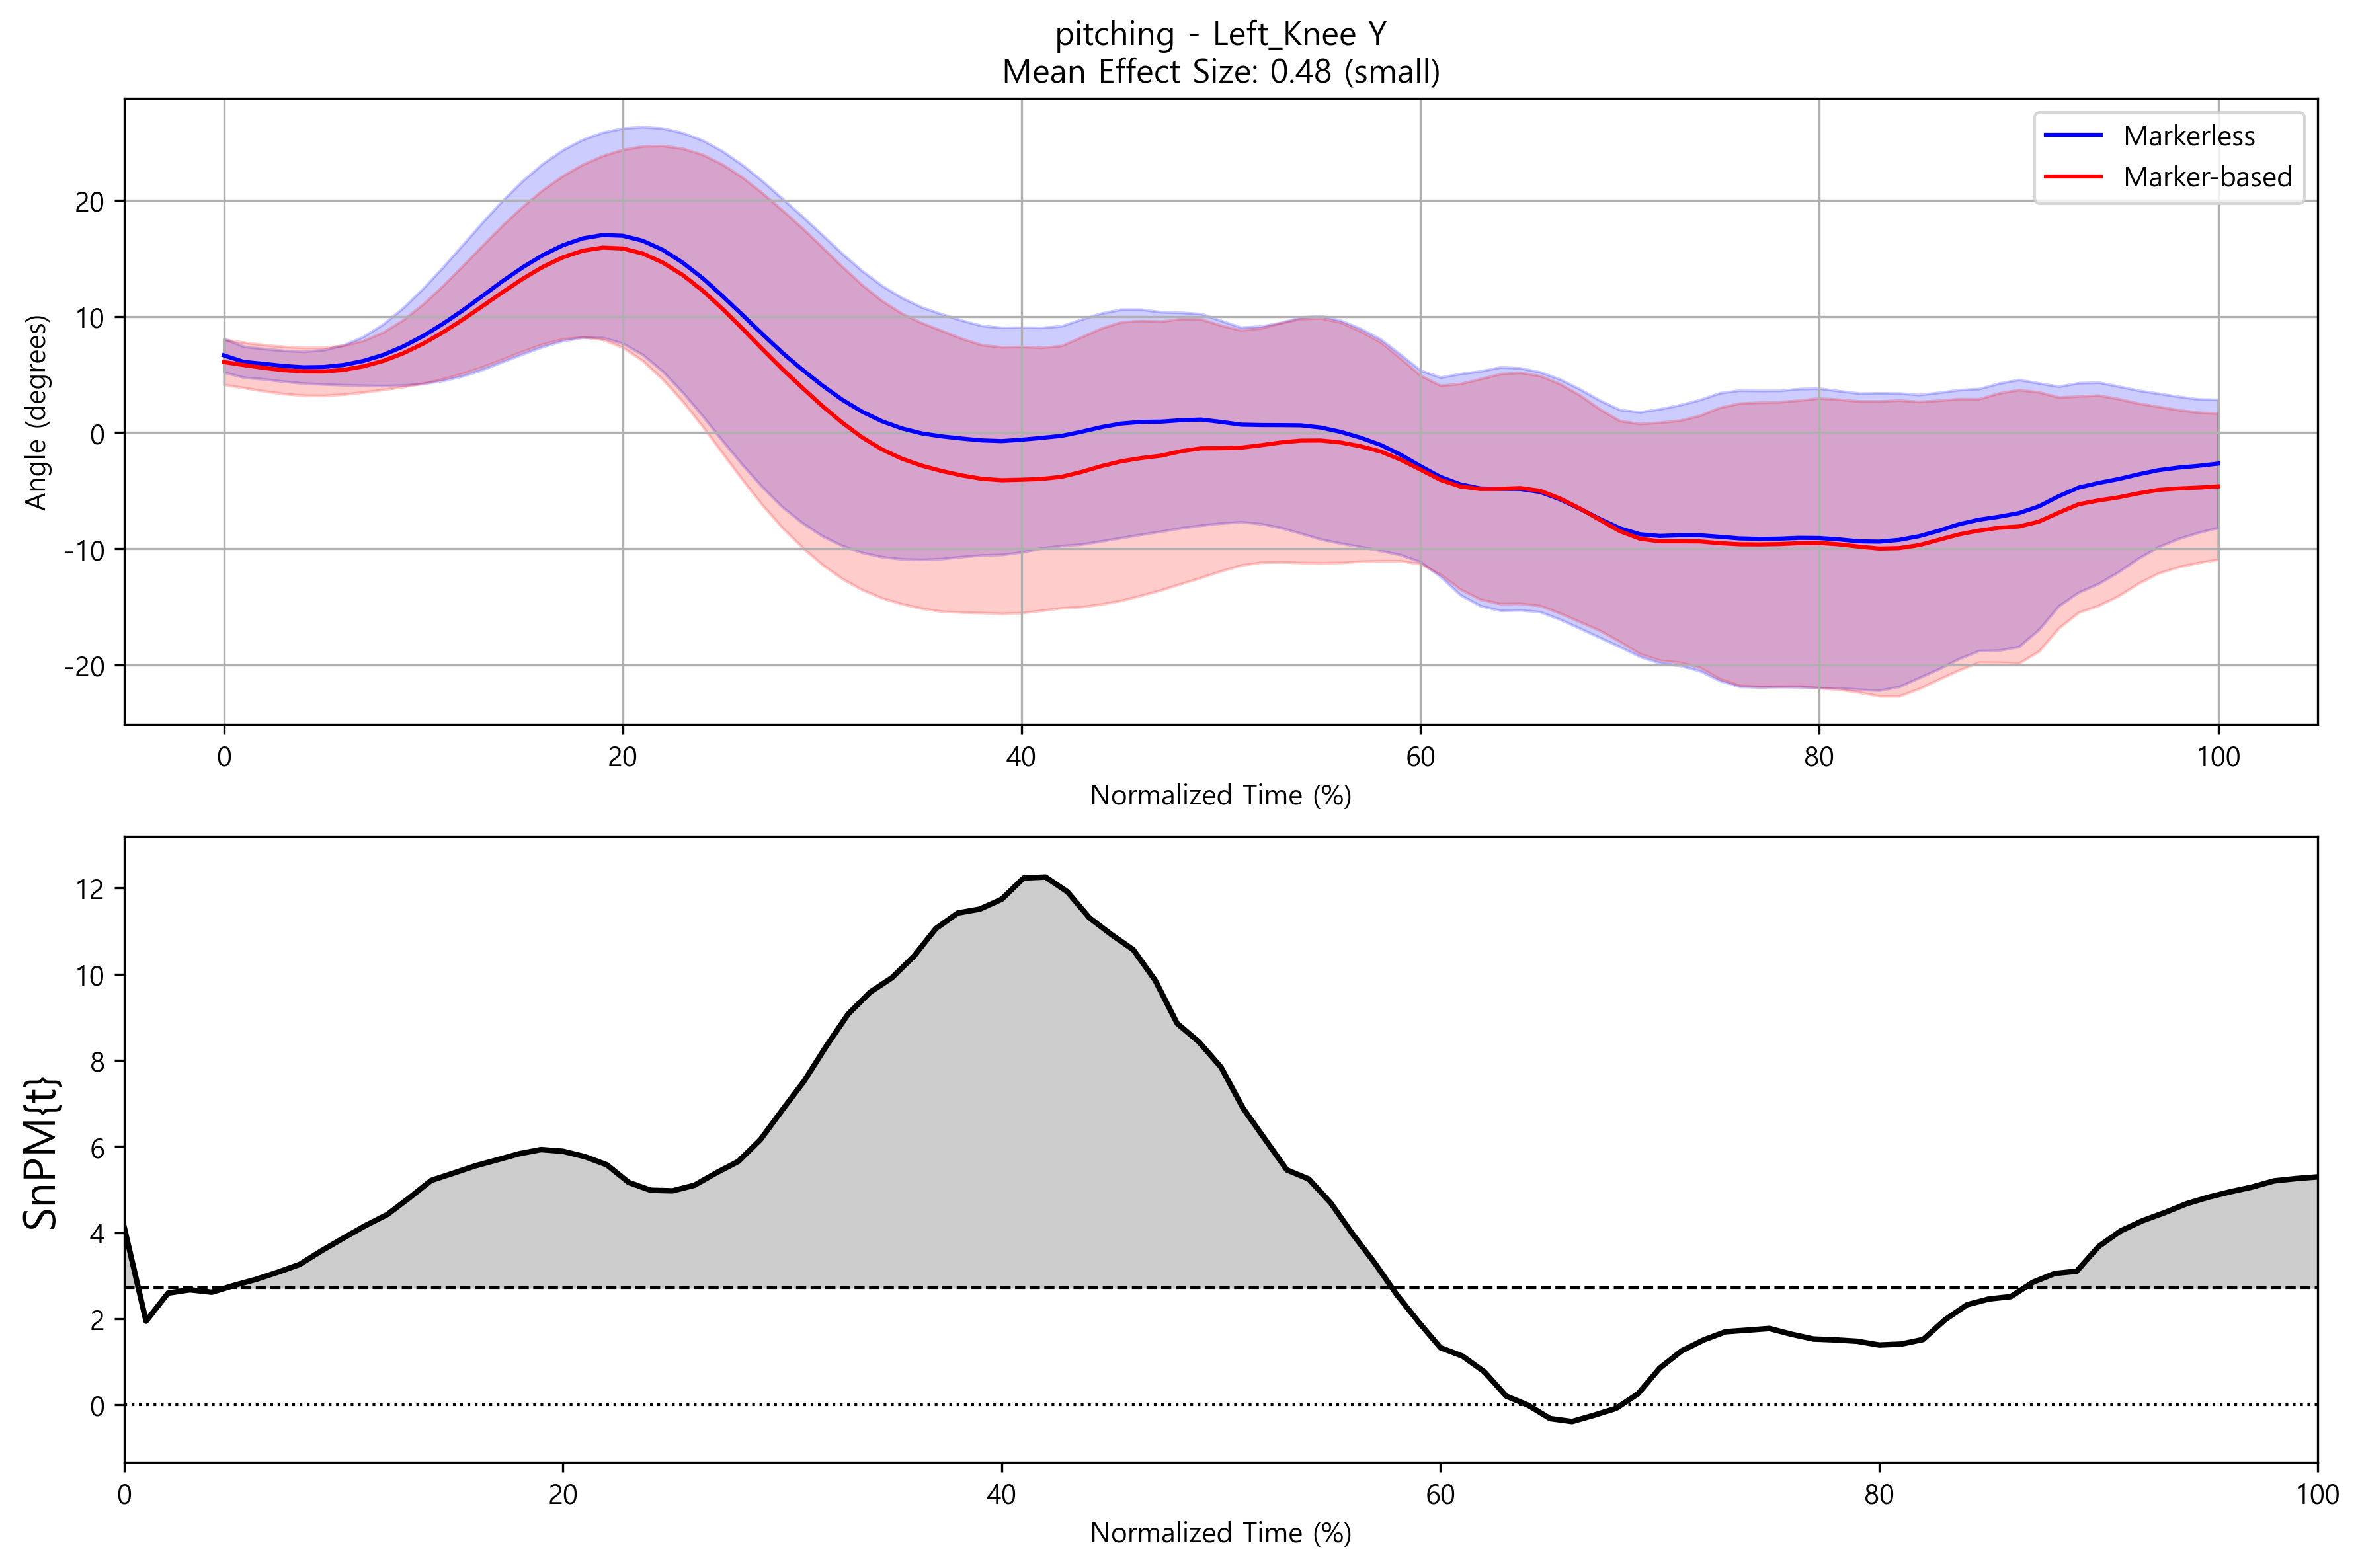 pitching - Left_Knee Y
Mean Effect Size: 0.48 (small)
Markerless
Marker-based
Angle (degrees)
20
10
0
-10
-20
0 20 40 60 80 100
Normalized Time (%)
SnPM{t}
12
10
8
6
4
2
0
0 20 40 60 80 100
Normalized Time (%)